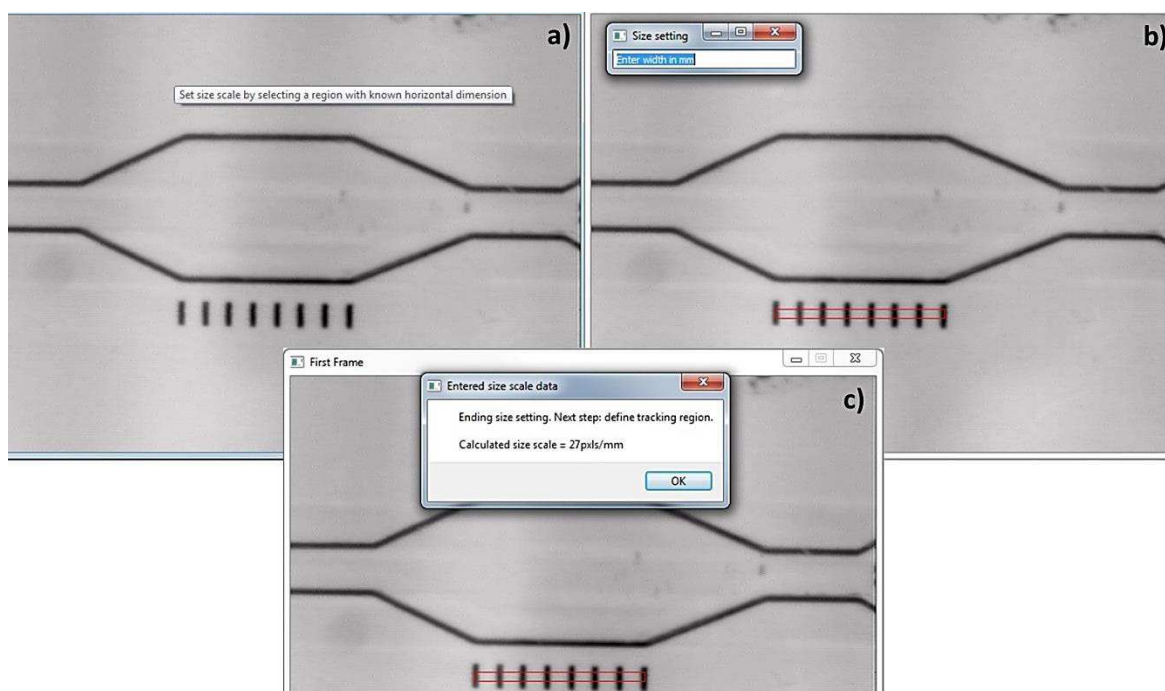 a)
Set size scale by selecting a region with known horizontal dimension
b)
Size setting
Enter width in mm
First Frame
c)
Entered size scale data
Ending size setting. Next step: define tracking region.
Calculated size scale = 27pxls/mm
OK